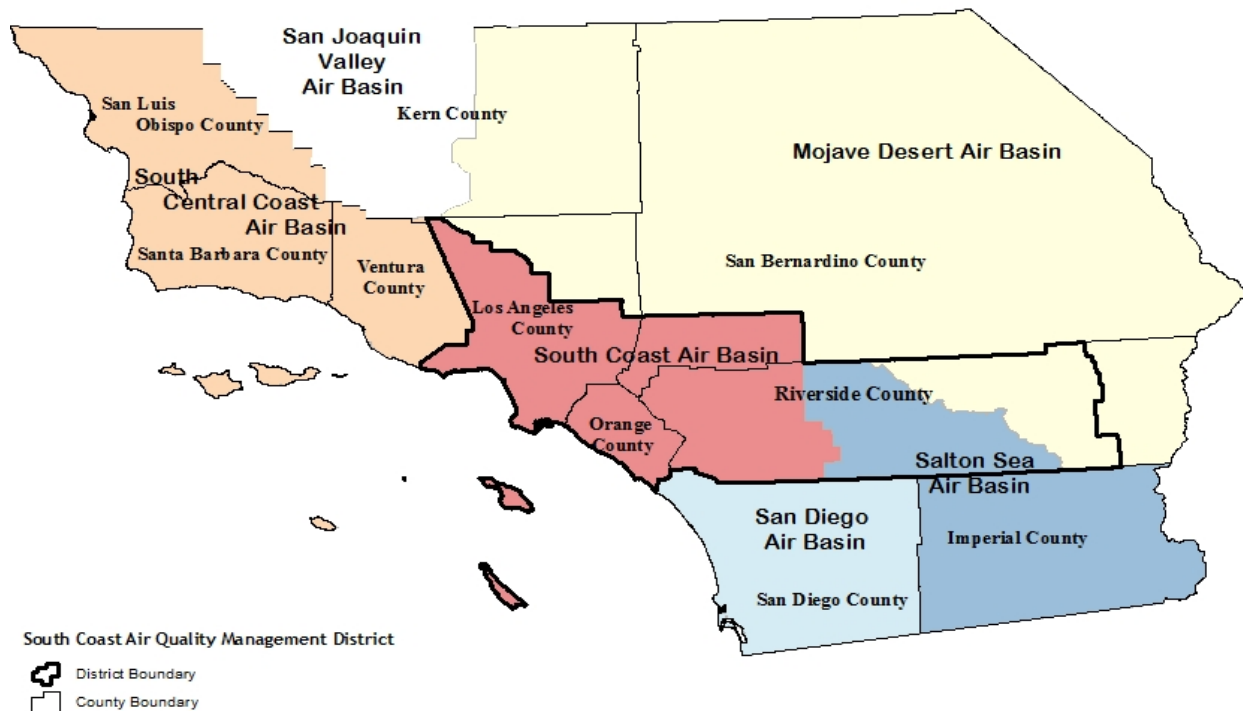 San Joaquin
Valley
Air Basin
Kern County
San Luis
Obispo County
Mojave Desert Air Basin
South
Central Coast
Air Basin
Santa Barbara County
Ventura
County
San Bernardino County
Los Angeles
County
South Coast Air Basin
Riverside County
Orange
County
Salton Sea
Air Basin
San Diego
Air Basin
Imperial County
San Diego County
South Coast Air Quality Management District
District Boundary
County Boundary